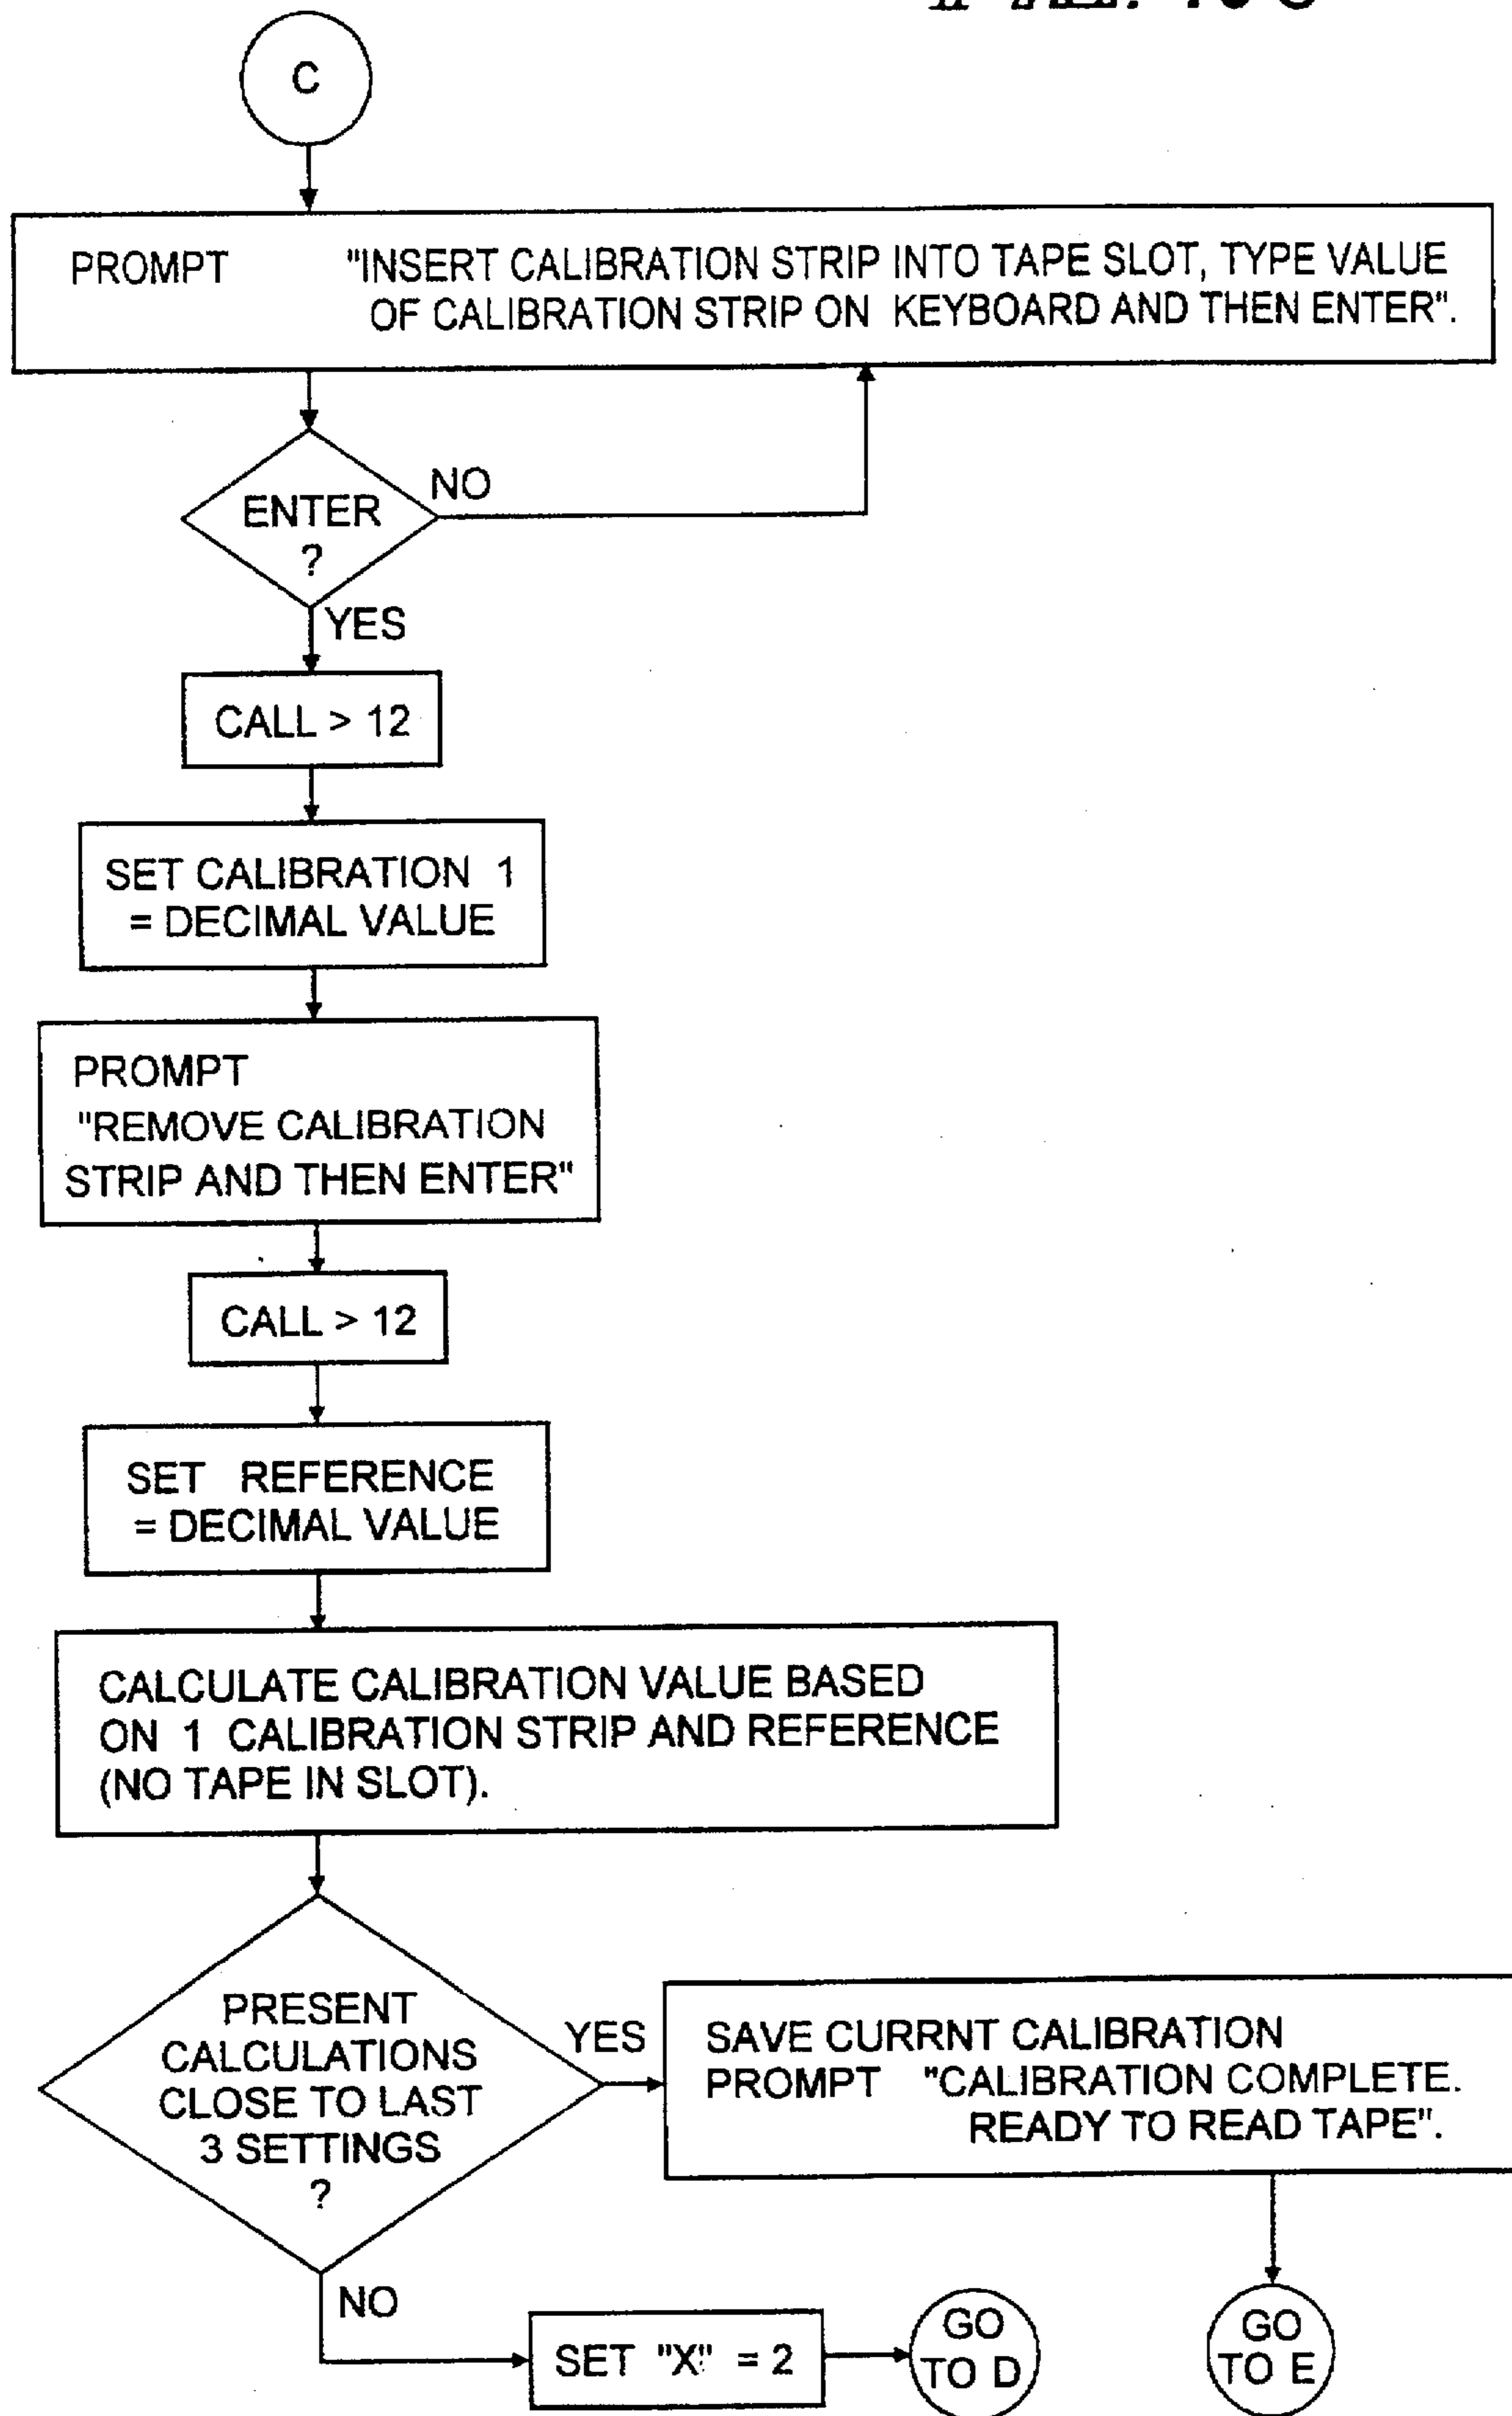 C
PROMPT "INSERT CALIBRATION STRIP INTO TAPE SLOT, TYPE VALUE
OF CALIBRATION STRIP ON KEYBOARD AND THEN ENTER".
ENTER
?
NO
YES
CALL > 12
SET CALIBRATION 1
= DECIMAL VALUE
PROMPT
"REMOVE CALIBRATION
STRIP AND THEN ENTER"
CALL > 12
SET REFERENCE
= DECIMAL VALUE
CALCULATE CALIBRATION VALUE BASED
ON 1 CALIBRATION STRIP AND REFERENCE
(NO TAPE IN SLOT).
PRESENT
CALCULATIONS
CLOSE TO LAST
3 SETTINGS
?
YES
SAVE CURRNT CALIBRATION
PROMPT "CALIBRATION COMPLETE.
READY TO READ TAPE".
NO
SET "X" = 2
GO
TO D
GO
TO E